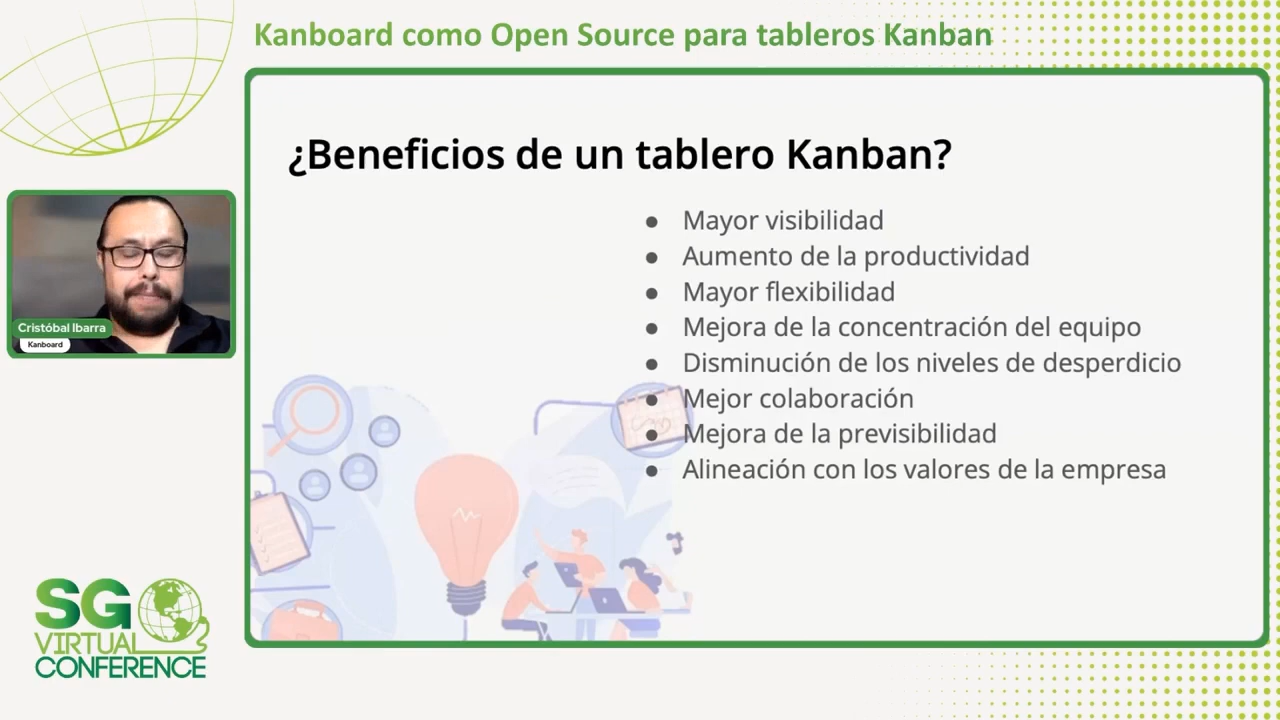 Kanboard como Open Source para tableros Kanban
¿Beneficios de un tablero Kanban?
● Mayor visibilidad
● Aumento de la productividad
● Mayor flexibilidad
● Mejora de la concentración del equipo
● Disminución de los niveles de desperdicio
● Mejor colaboración
● Mejora de la previsibilidad
● Alineación con los valores de la empresa
Cristóbal Ibarra
Kanboard
SG
VIRTUAL
CONFERENCE